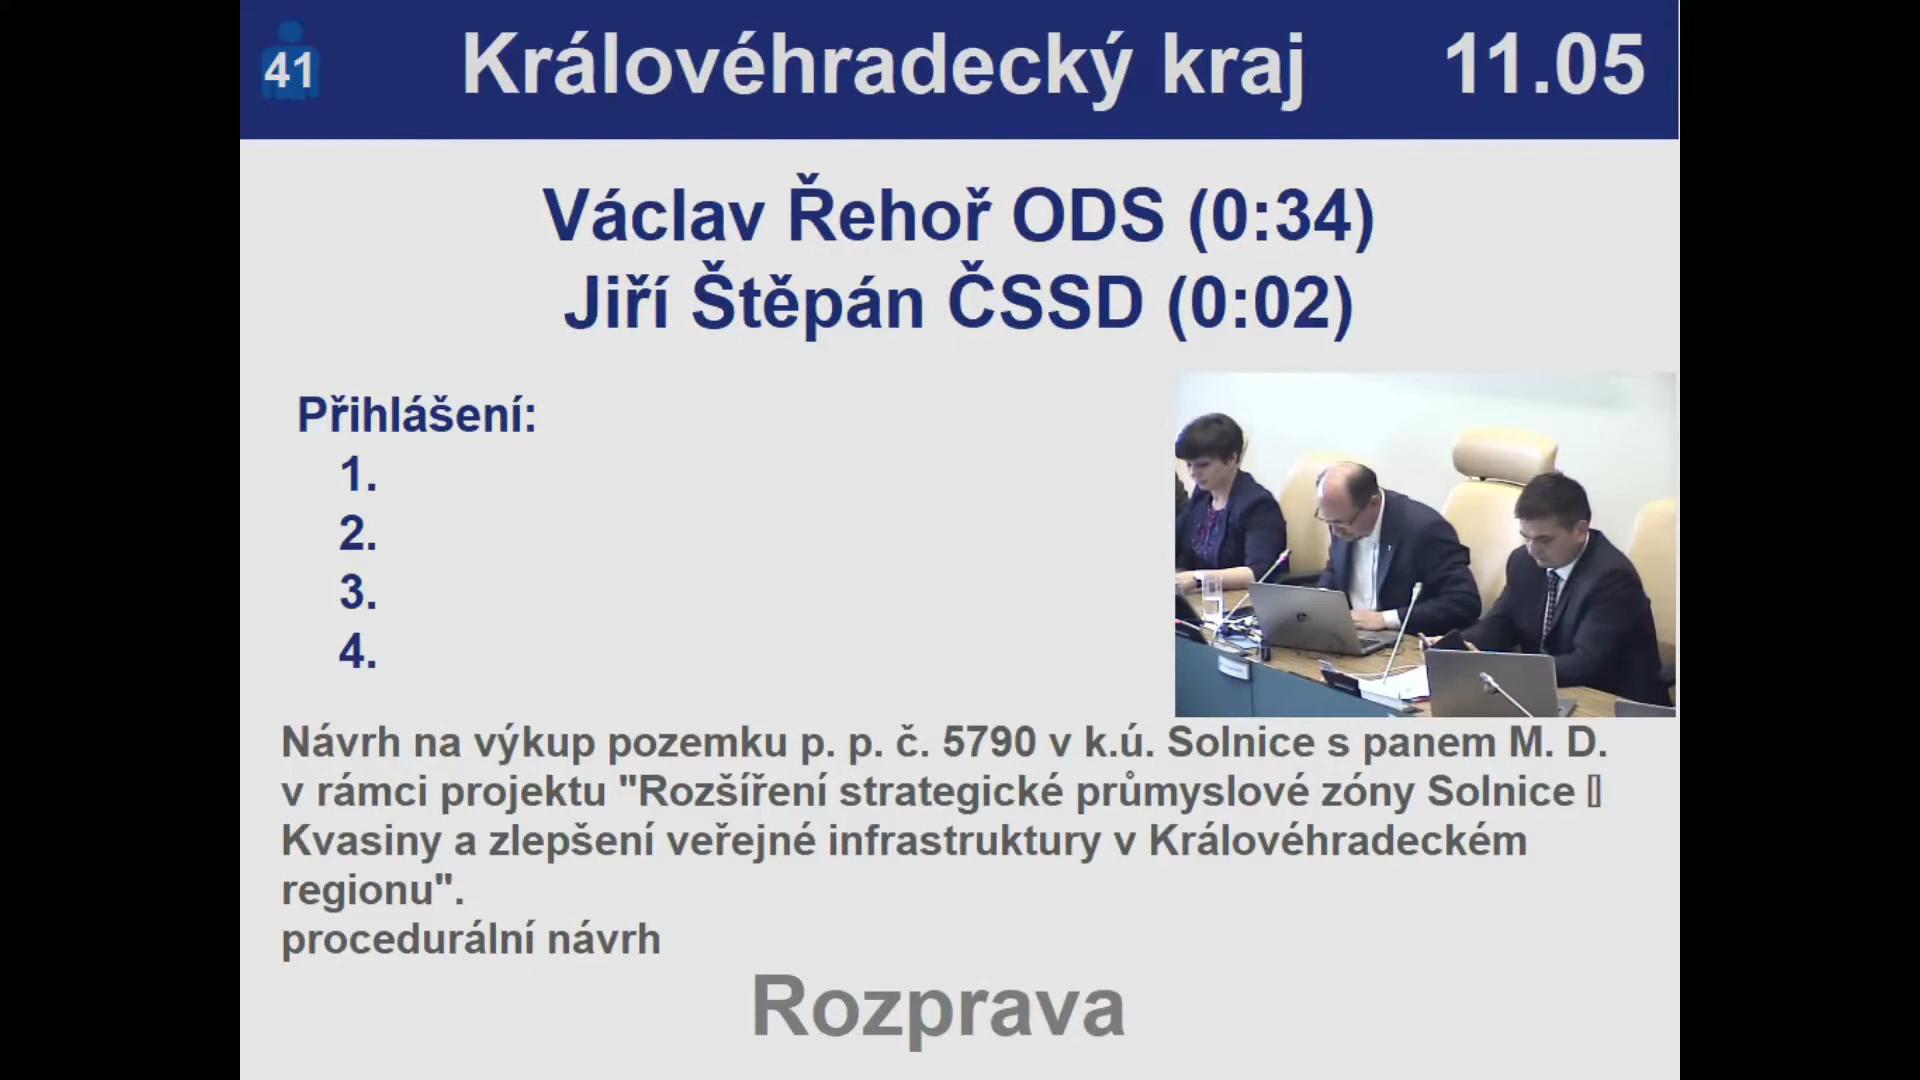 41
Královéhradecký kraj
11.05
Václav Řehoř ODS (0:34)
Jiří Štěpán ČSSD (0:02)
Přihlášení:
1.
2.
3.
4.
Návrh na výkup pozemku p. p. č. 5790 v k.ú. Solnice s panem M. D.
v rámci projektu "Rozšíření strategické průmyslové zóny Solnice
Kvasiny a zlepšení veřejné infrastruktury v Královéhradeckém
regionu".
procedurální návrh
Rozprava